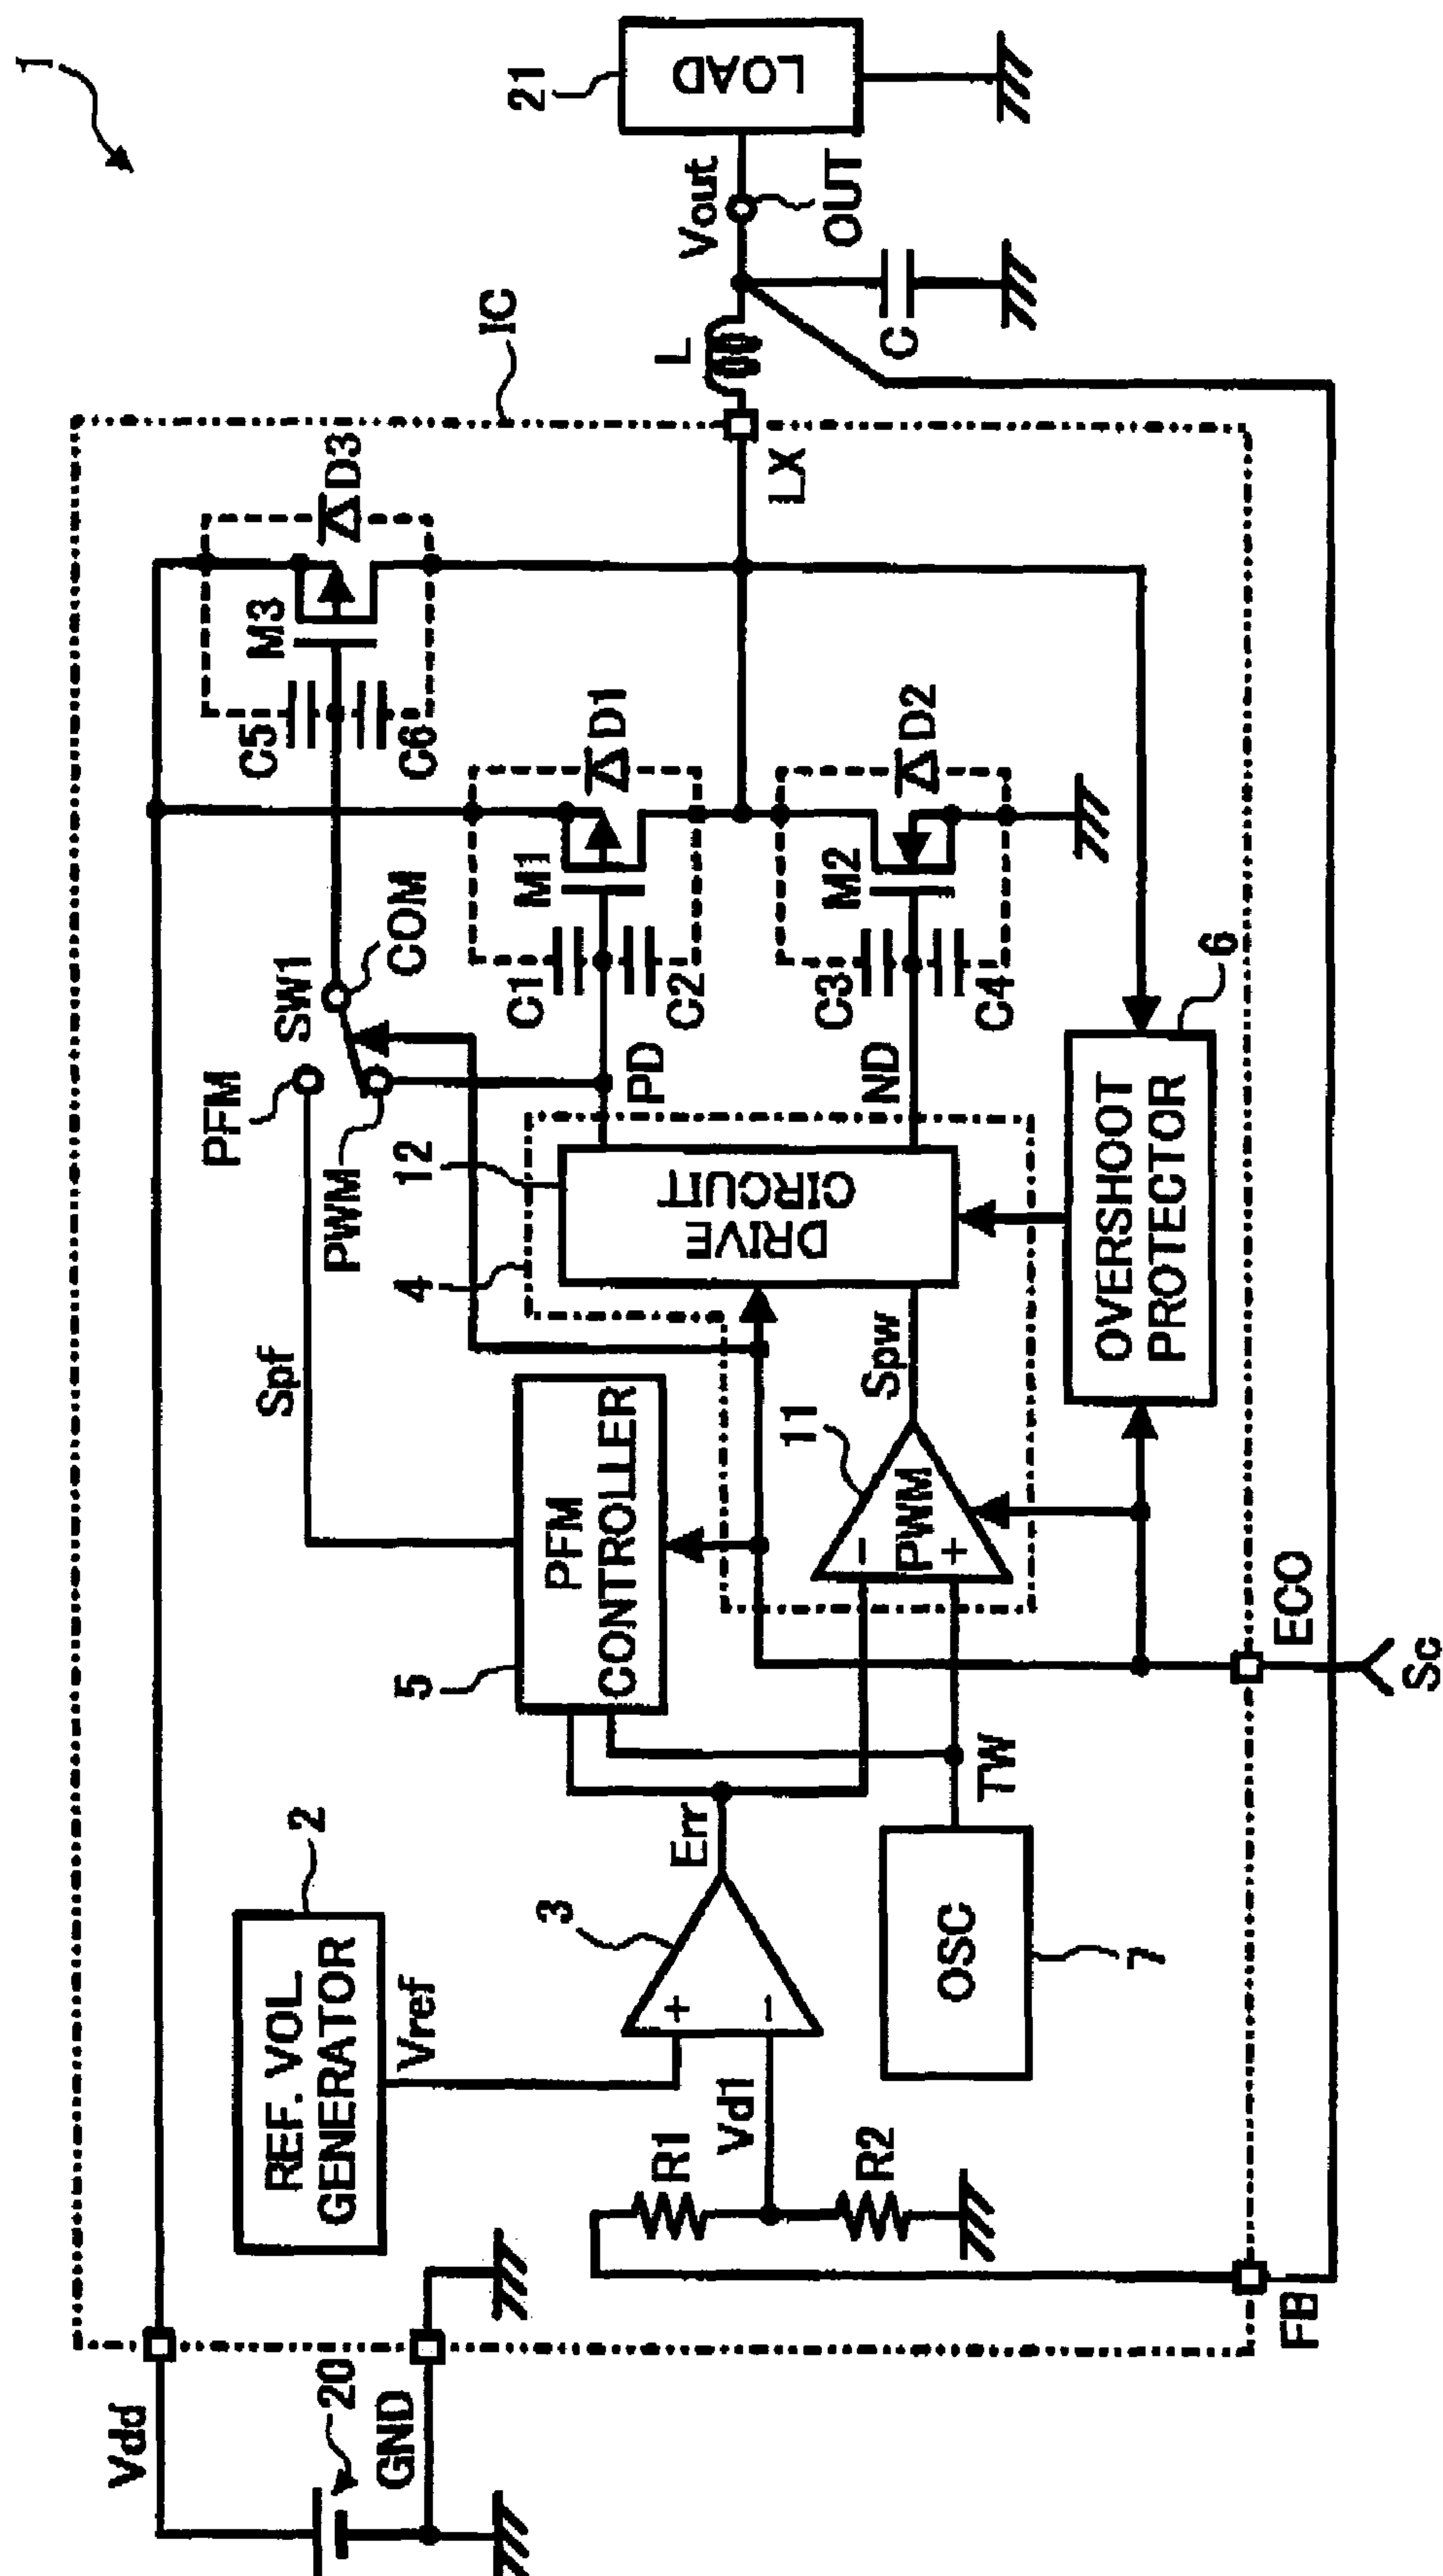 1
Vdd
20
GND
REF. VOL
GENERATOR
2
Vref
R1
Vd1
R2
FB
3
Err
OSC
7
TW
5
PFM
CONTROLLER
Spf
PWM
11
Spw
ECO
Sc
4
12
DRIVE
CIRCUIT
PD
ND
OVERSHOOT
PROTECTOR
6
PFM
PWM
SW1
COM
C5
C6
M3
D3
C1
C2
M1
D1
C3
C4
M2
D2
IC
LX
L
C
Vout
OUT
21
LOAD
+
−
−
+